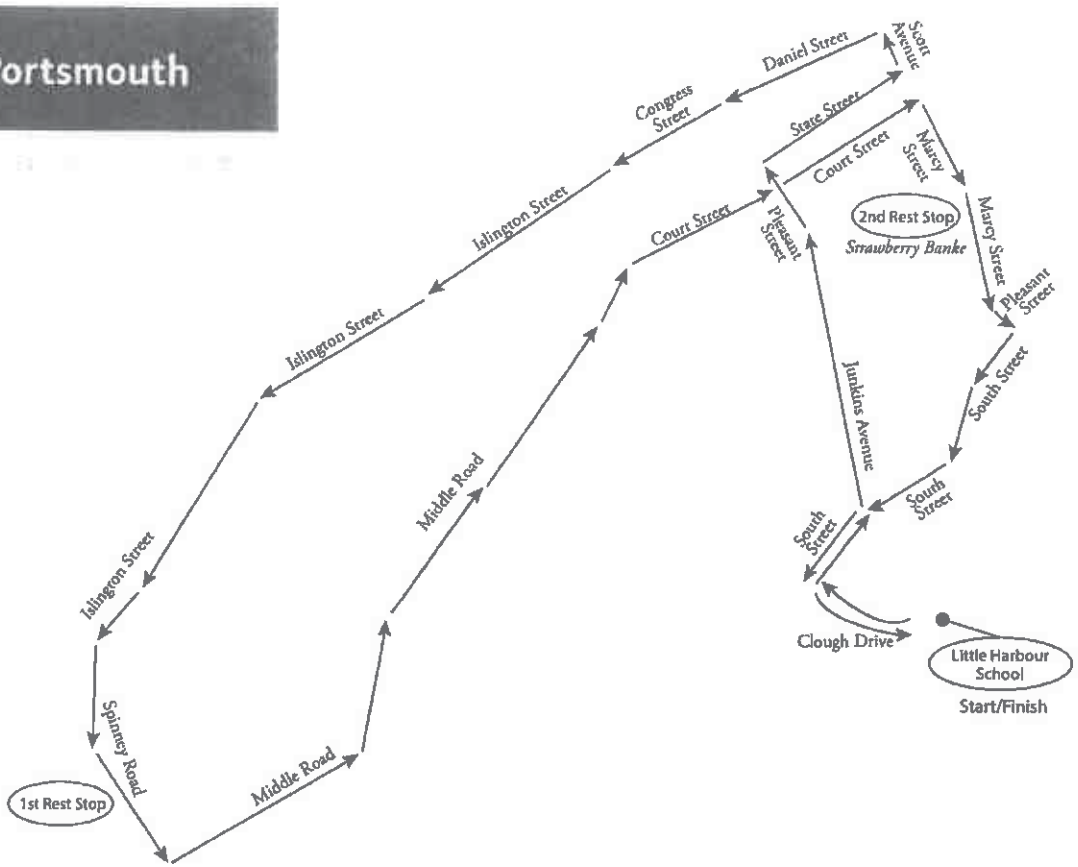 ortsmouth
Scott
Avenue
Daniel Street
Congress
Street
State Street
Court Street
Marcy
Street
Islington Street
Court Street
Pleasant
Street
2nd Rest Stop
Strawberry Banke
Marcy Street
Pleasant
Street
Islington Street
South Street
Junkins Avenue
Middle Road
South
Street
South
Street
Islington Street
Clough Drive
Little Harbour
School
Start/Finish
Spinney Road
Middle Road
1st Rest Stop